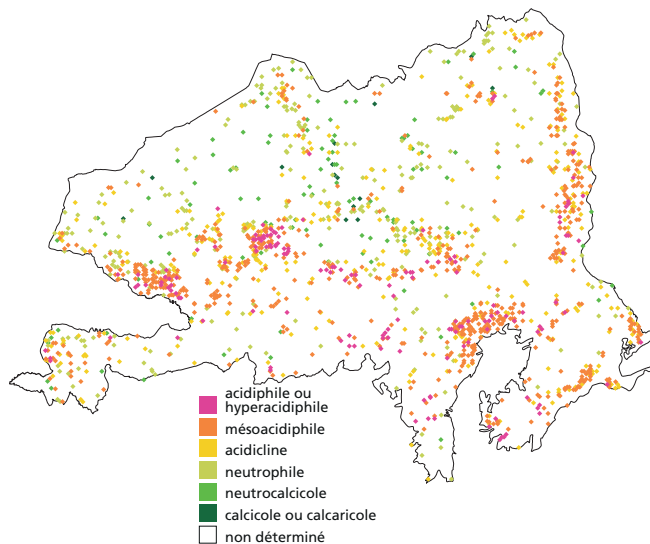 acidiphile ou
hyperacidiphile
mésoacidiphile
acidicline
neutrophile
neutrocalcicole
calcicole ou calcaricole
non déterminé